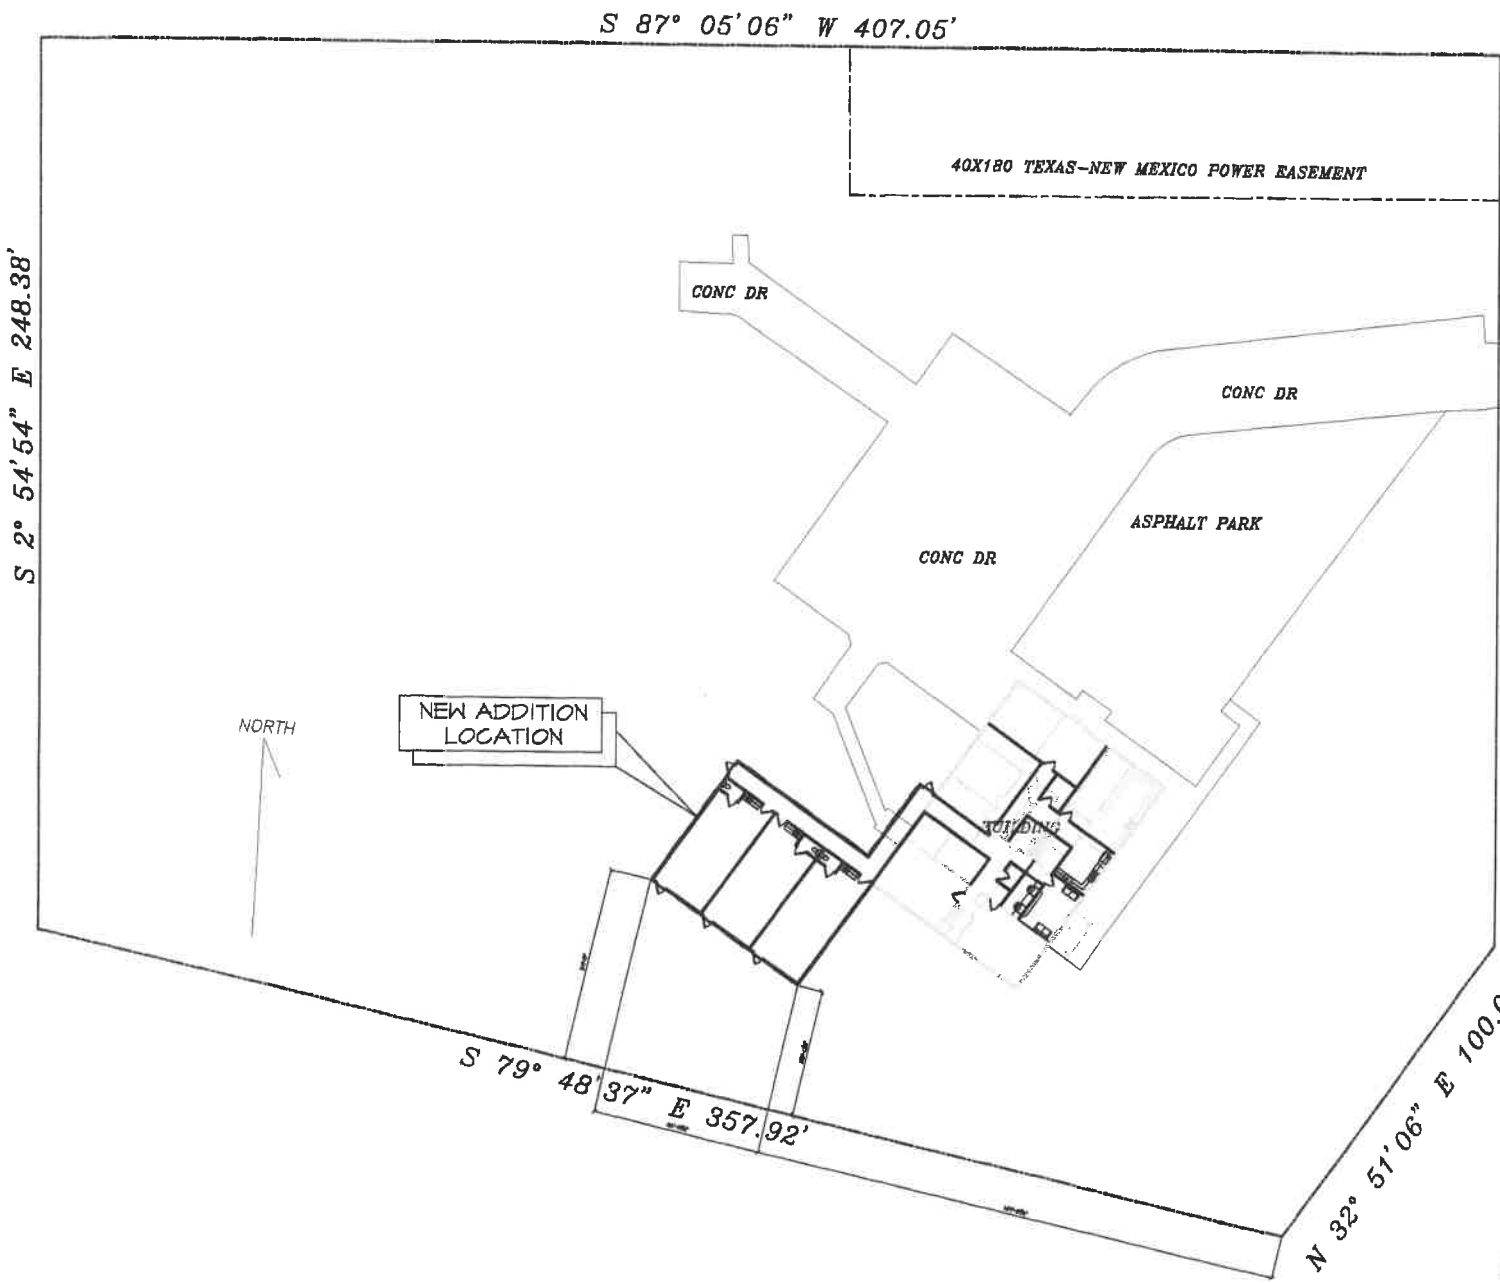 S 87° 05'06" W 407.05'
40X180 TEXAS-NEW MEXICO POWER EASEMENT
S 2° 54'54" E 248.38'
CONC DR
CONC DR
ASPHALT PARK
CONC DR
NEW ADDITION
LOCATION
NORTH
BUILDING
S 79° 48'37" E 357.92'
N 32° 51'06" E 100.0